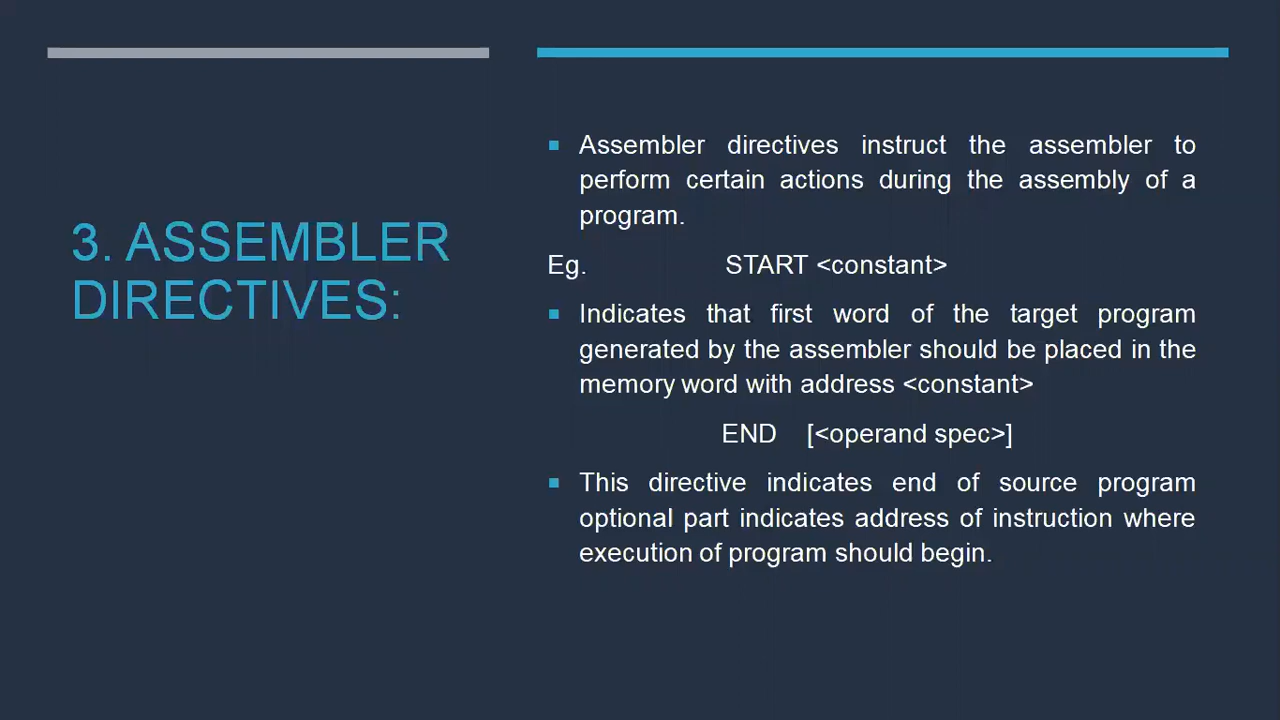 3. ASSEMBLER
DIRECTIVES:
Assembler directives instruct the assembler to
perform certain actions during the assembly of a
program.
Eg. START <constant>
Indicates that first word of the target program
generated by the assembler should be placed in the
memory word with address <constant>
END [<operand spec>]
This directive indicates end of source program
optional part indicates address of instruction where
execution of program should begin.